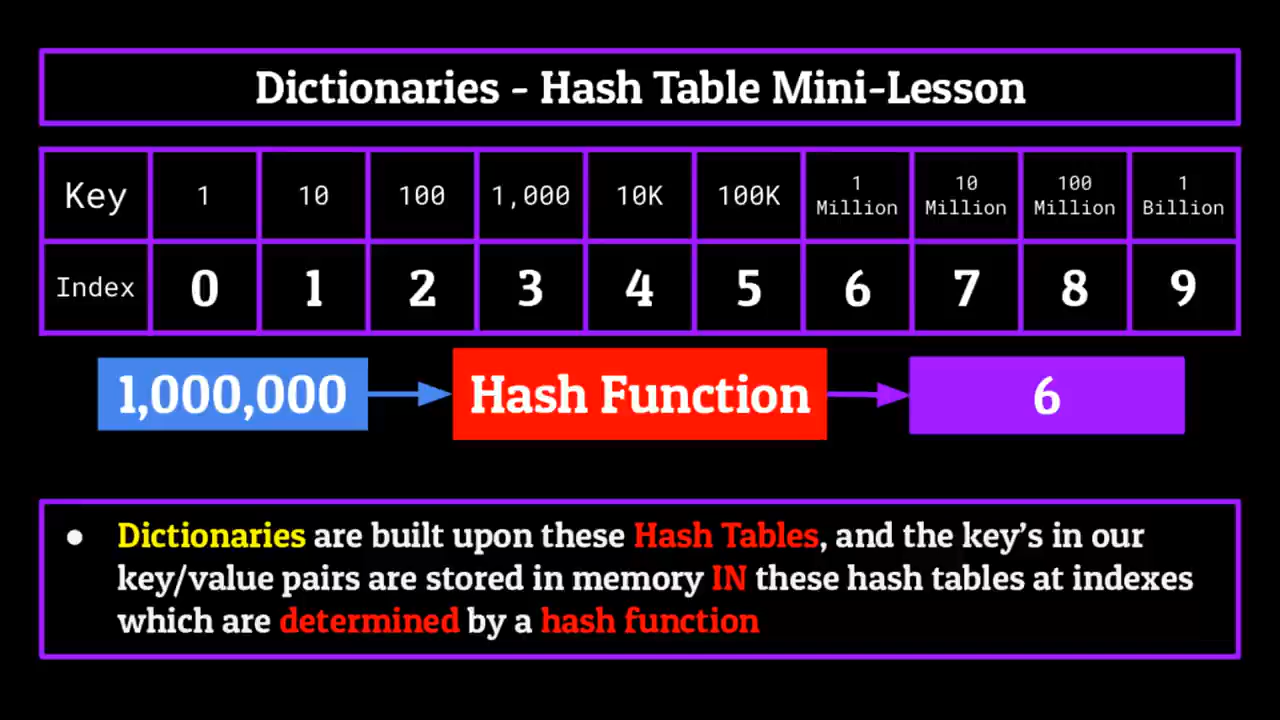 Dictionaries - Hash Table Mini-Lesson
Key 1 10 100 1,000 10K 100K 1 Million 10 Million 100 Million 1 Billion
Index 0 1 2 3 4 5 6 7 8 9
1,000,000 Hash Function 6
● Dictionaries are built upon these Hash Tables, and the key’s in our
key/value pairs are stored in memory IN these hash tables at indexes
which are determined by a hash function